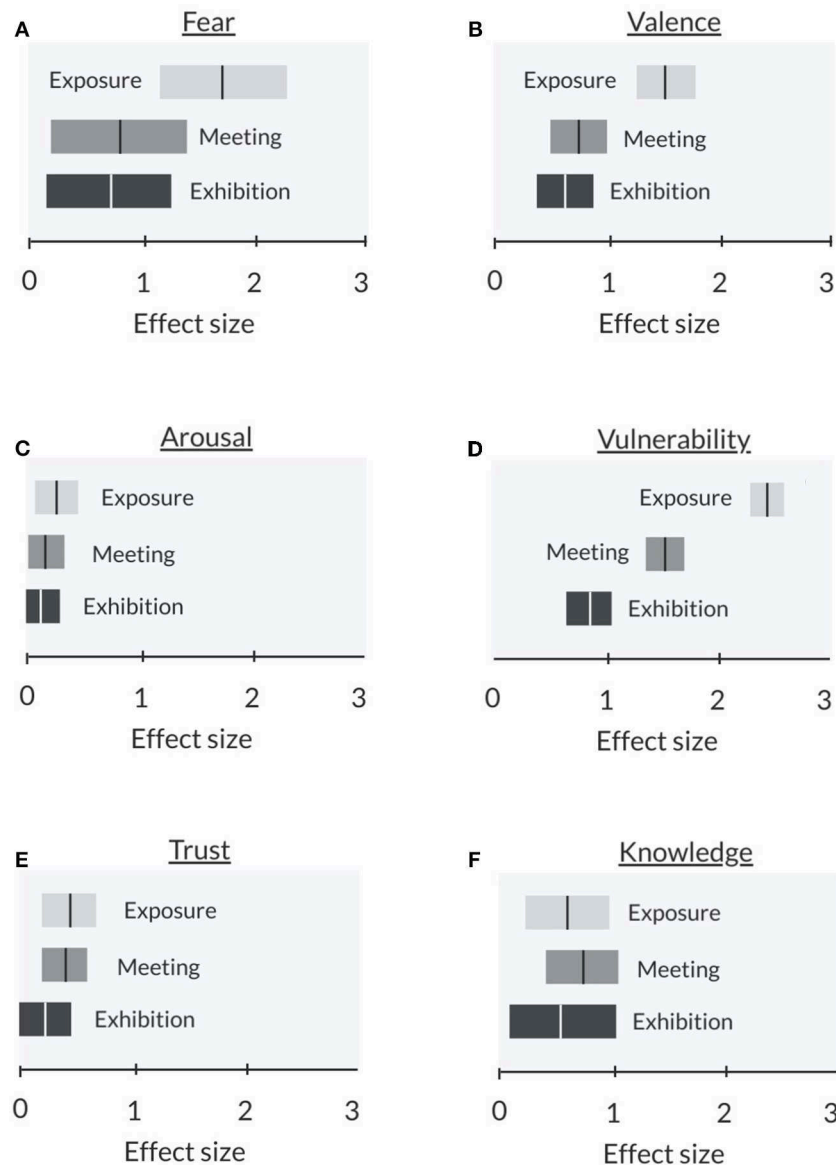 A
Fear
Exposure
Meeting
Exhibition
0 1 2 3
Effect size
B
Valence
Exposure
Meeting
Exhibition
0 1 2 3
Effect size
C
Arousal
Exposure
Meeting
Exhibition
0 1 2 3
Effect size
D
Vulnerability
Exposure
Meeting
Exhibition
0 1 2 3
Effect size
E
Trust
Exposure
Meeting
Exhibition
0 1 2 3
Effect size
F
Knowledge
Exposure
Meeting
Exhibition
0 1 2 3
Effect size